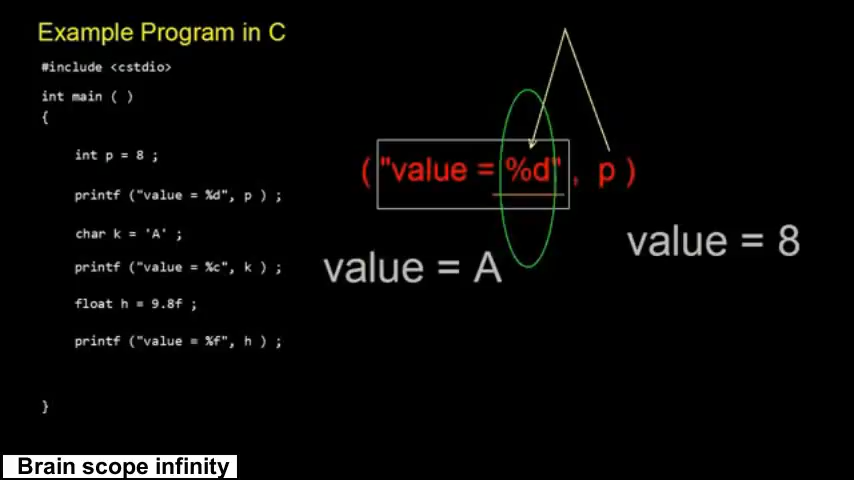 Example Program in C
#include <cstdio>
int main ( )
{
int p = 8 ;
printf ("value = %d", p ) ;
char k = 'A' ;
printf ("value = %c", k ) ;
float h = 9.8f ;
printf ("value = %f", h ) ;
}
( "value = %d" , p )
value = 8
value = A
Brain scope infinity